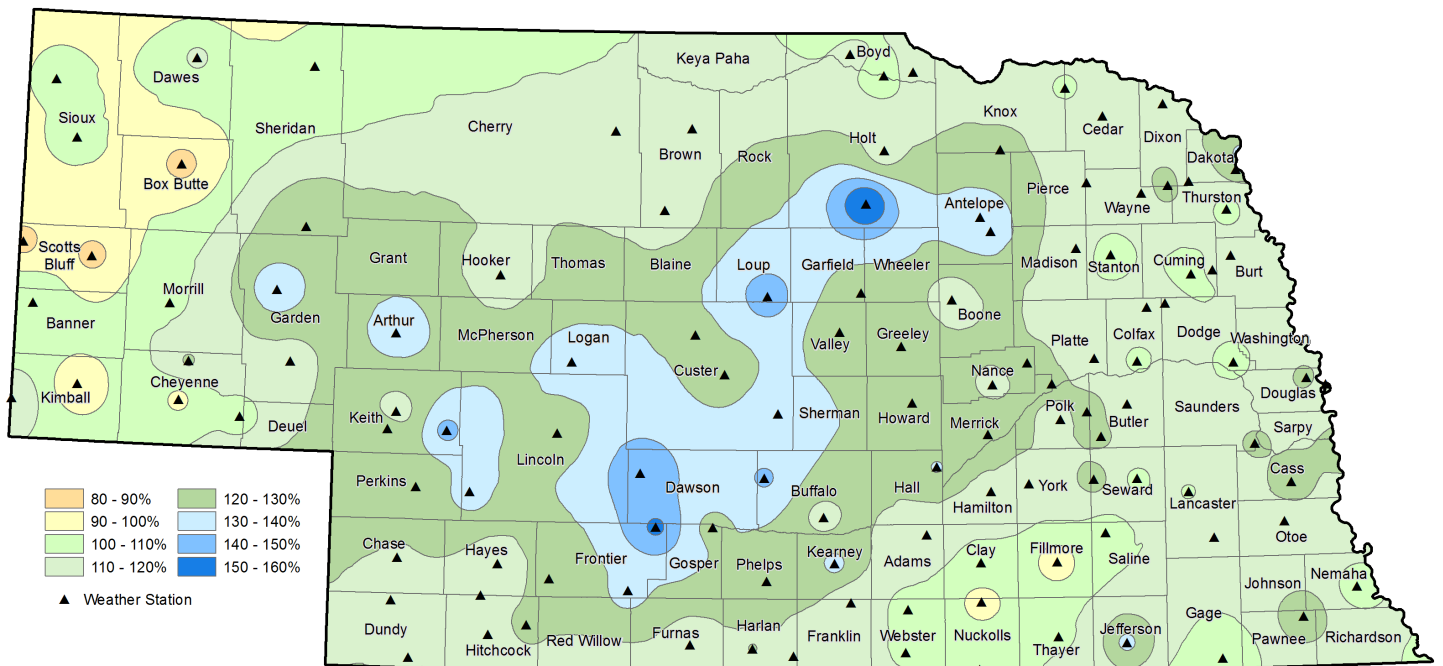 Keya Paha
Boyd
Dawes
Sioux
Sheridan
Cherry
Brown
Rock
Holt
Knox
Cedar
Dixon
Dakota
Box Butte
Pierce
Wayne
Thurston
Antelope
Scotts
Bluff
Grant
Hooker
Thomas
Blaine
Loup
Garfield
Wheeler
Madison
Stanton
Cuming
Burt
Morrill
Banner
Garden
Arthur
McPherson
Logan
Custer
Valley
Greeley
Boone
Platte
Colfax
Dodge
Washington
Kimball
Cheyenne
Deuel
Keith
Nance
Sherman
Howard
Merrick
Polk
Butler
Saunders
Douglas
Sarpy
Perkins
Lincoln
Dawson
Buffalo
Hall
Hamilton
York
Seward
Lancaster
Cass
Otoe
Chase
Hayes
Frontier
Gosper
Phelps
Kearney
Adams
Clay
Fillmore
Saline
Johnson
Nemaha
Dundy
Hitchcock
Red Willow
Furnas
Harlan
Franklin
Webster
Nuckolls
Thayer
Jefferson
Gage
Pawnee
Richardson
80 - 90%
90 - 100%
100 - 110%
110 - 120%
120 - 130%
130 - 140%
140 - 150%
150 - 160%
Weather Station